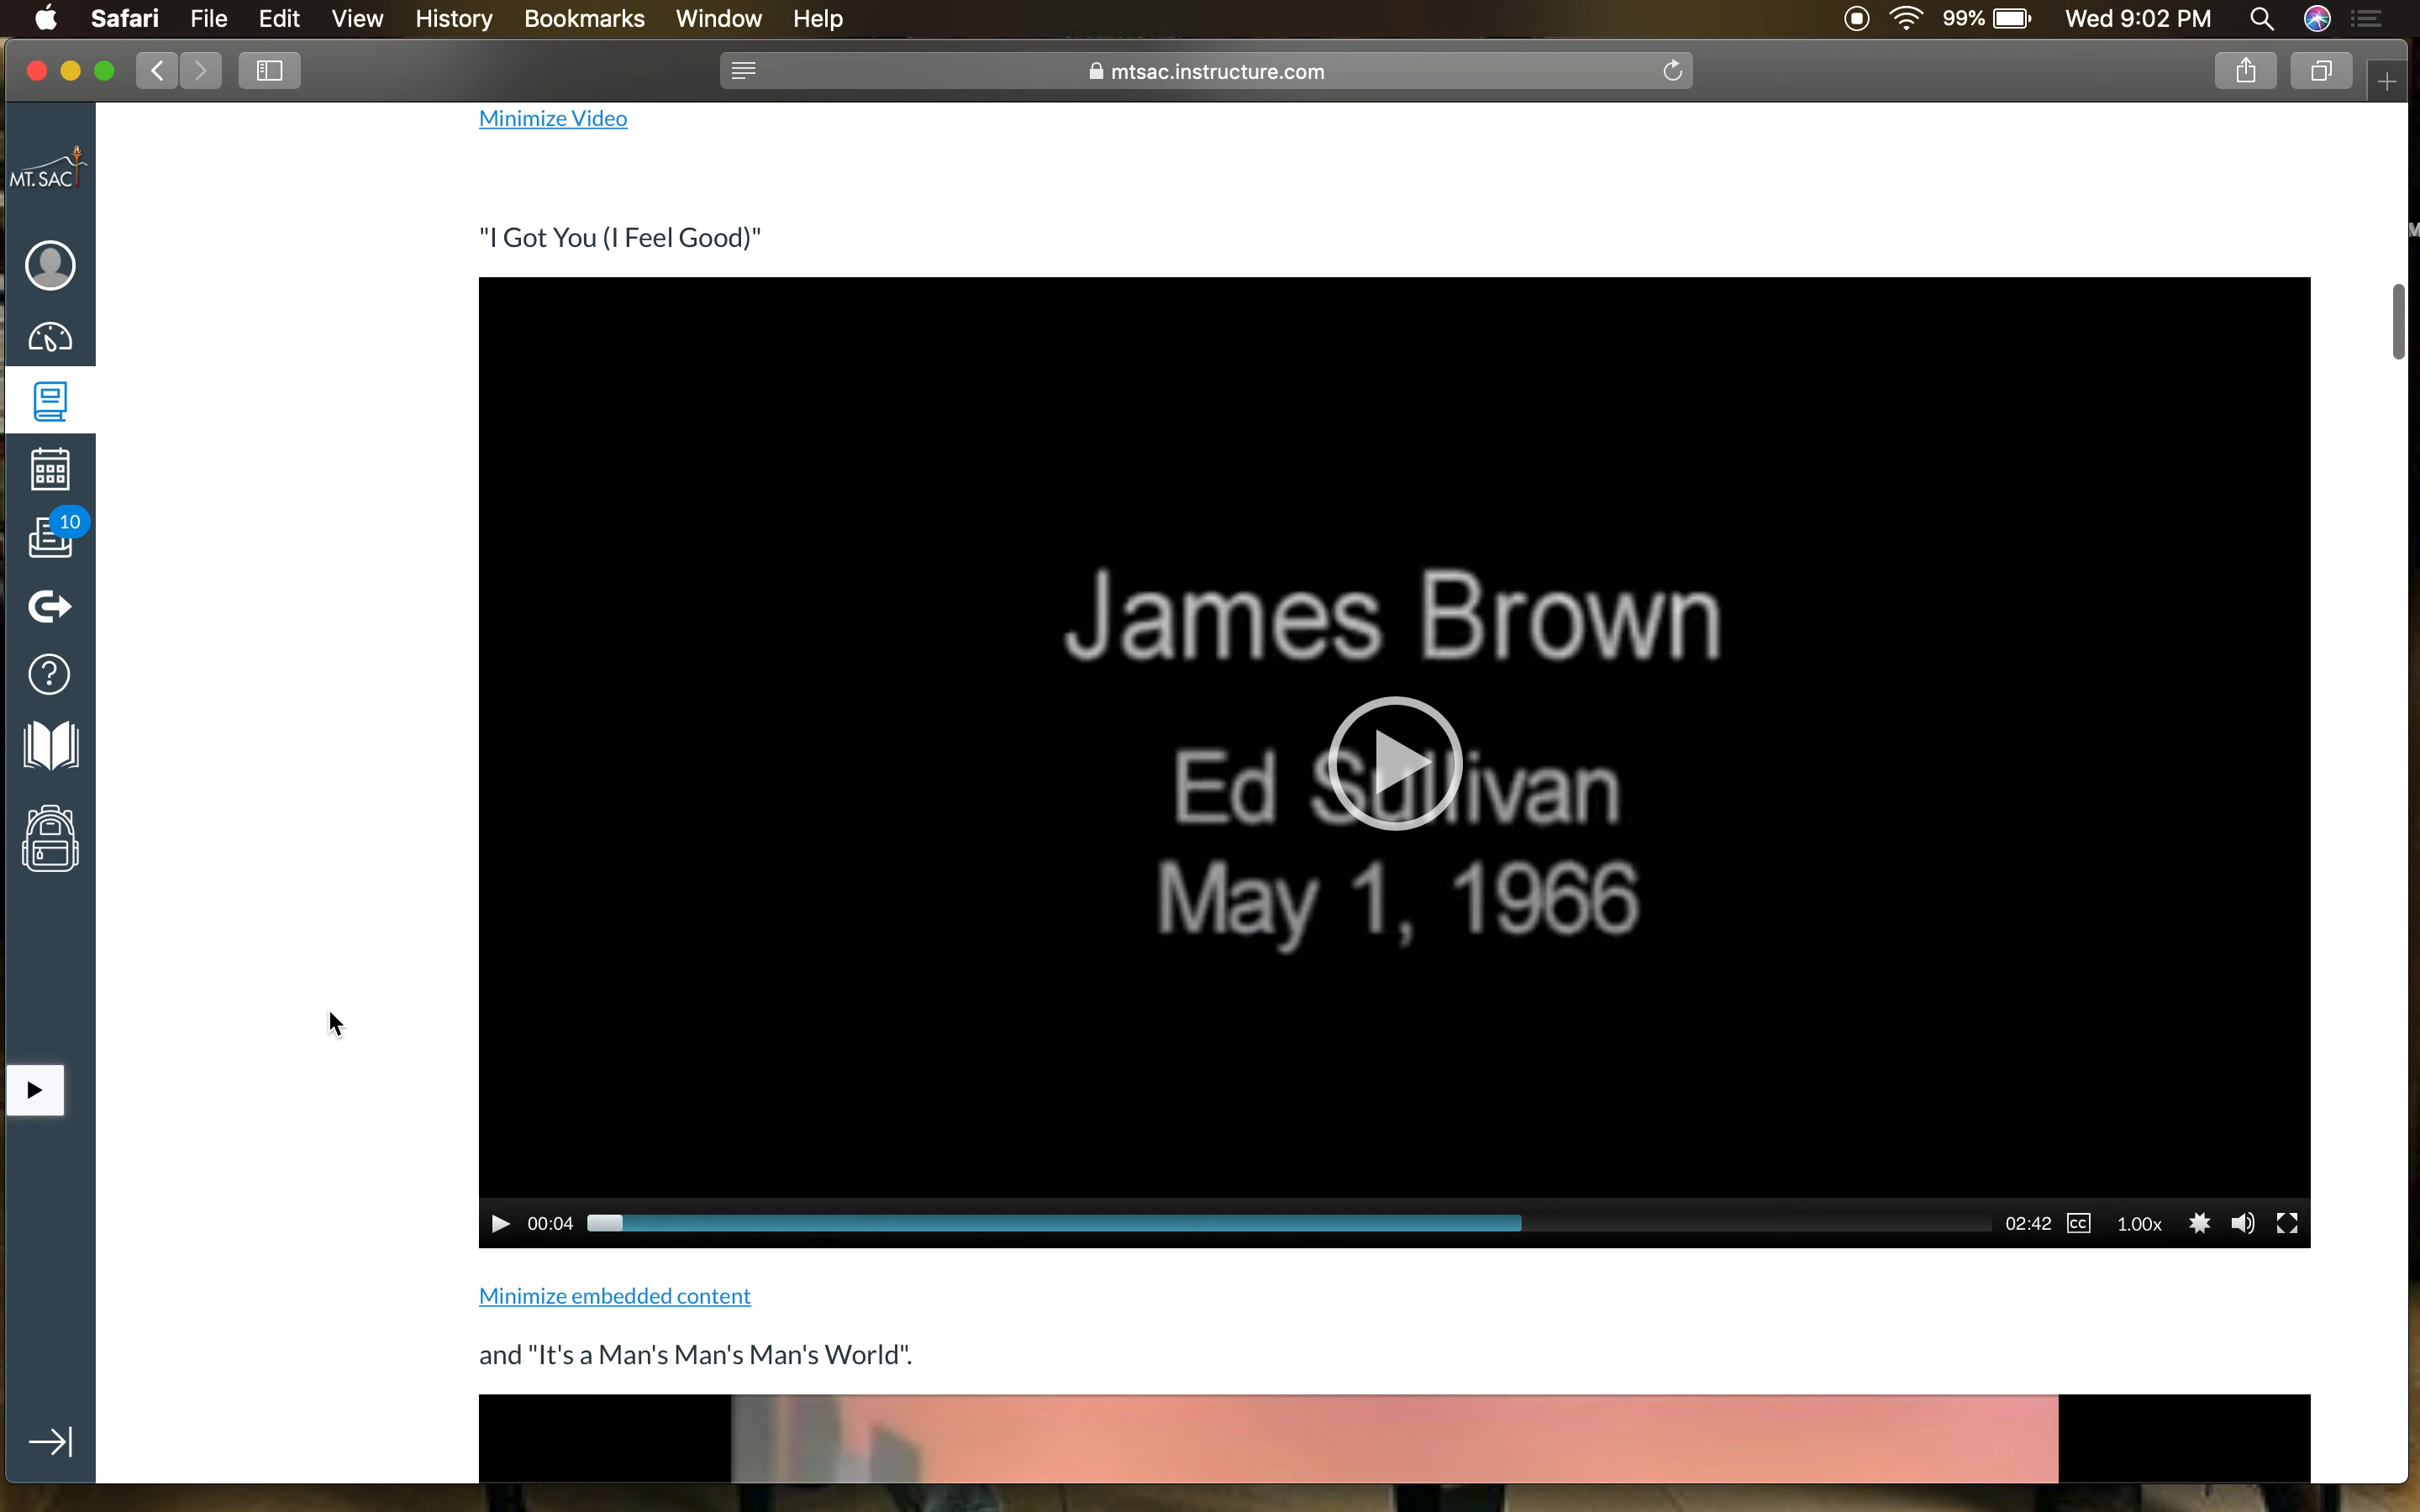 Safari File Edit View History Bookmarks Window Help 99% Wed 9:02 PM
mtsac.instructure.com
Minimize Video
MT. SAC
"I Got You (I Feel Good)"
10
James Brown
Ed Sullivan
May 1, 1966
00:04 02:42 CC 1.00x
Minimize embedded content
and "It's a Man's Man's Man's World".